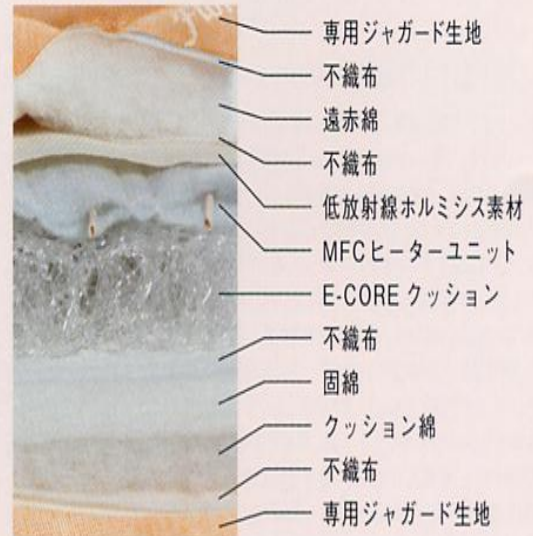 専用ジャガード生地
不織布
遠赤綿
不織布
低放射線ホルミシス素材
MFCヒーターユニット
E-COREクッション
不織布
固綿
クッション綿
不織布
専用ジャガード生地